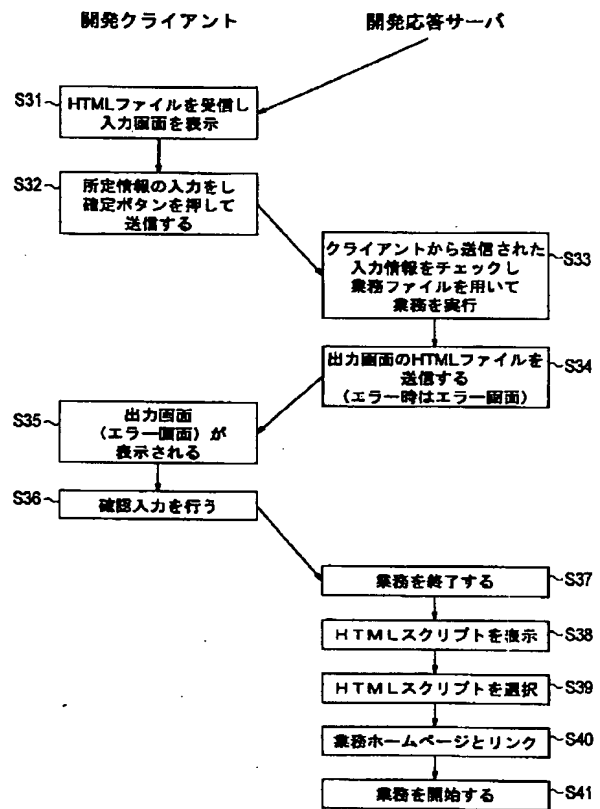 開発クライアント
開発応答サーバ
S31
HTMLファイルを受信し
入力画面を表示
S32
所定情報の入力をし
確定ボタンを押して
送信する
クライアントから送信された
入力情報をチェックし
業務ファイルを用いて
業務を実行
S33
出力画面のHTMLファイルを
送信する
(エラー時はエラー画面)
S34
S35
出力画面
(エラー画面)が
表示される
S36
確認入力を行う
業務を終了する
S37
HTMLスクリプトを表示
S38
HTMLスクリプトを選択
S39
業務ホームページとリンク
S40
業務を開始する
S41